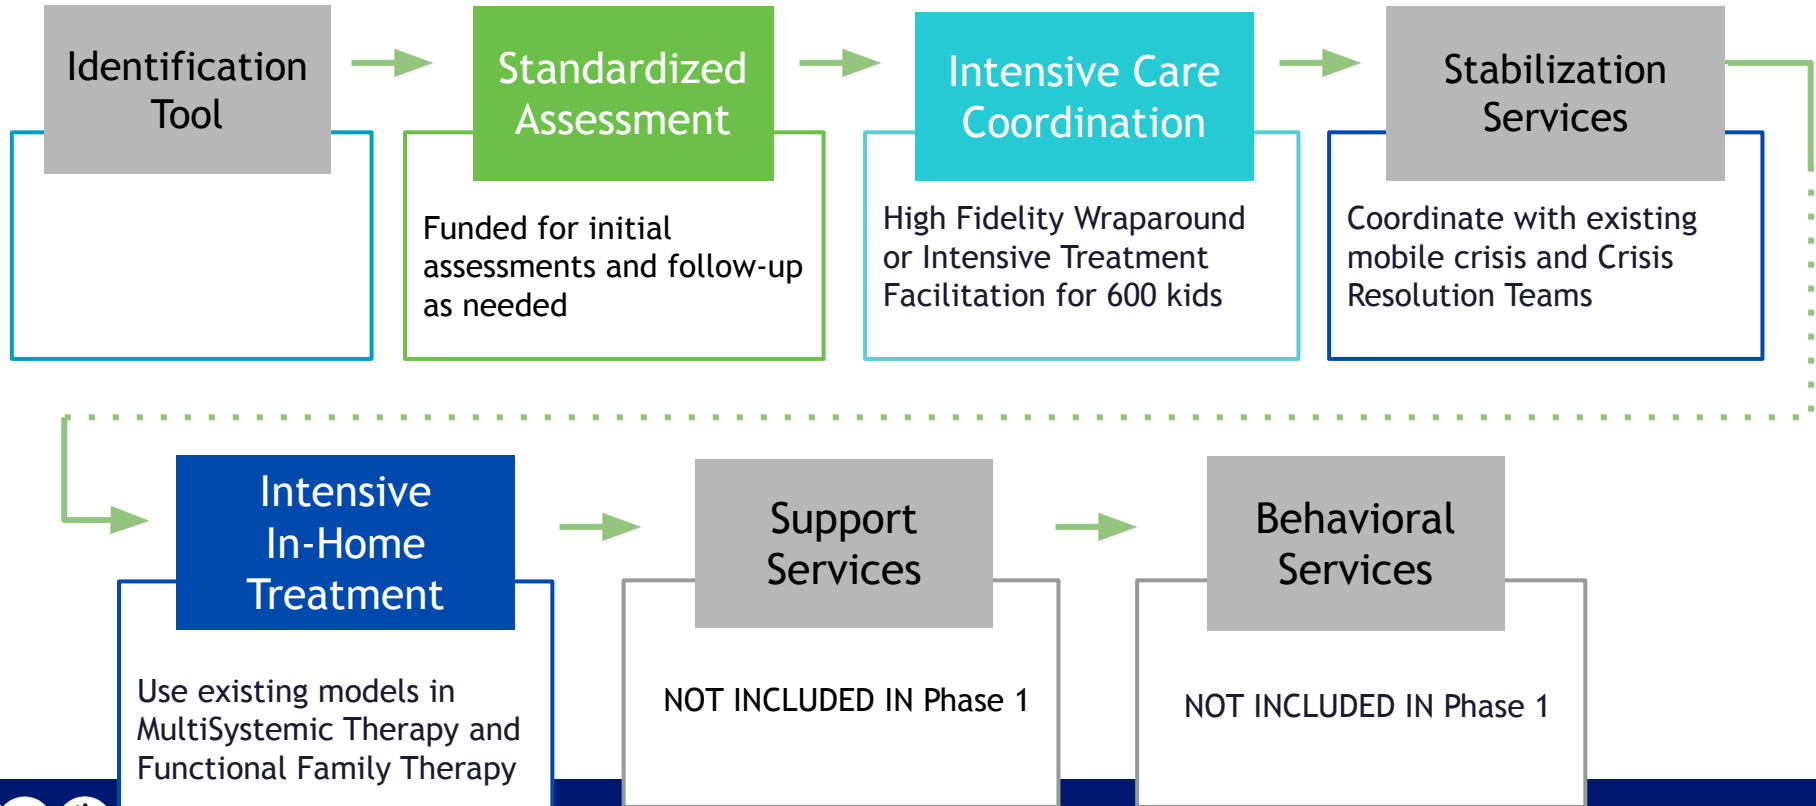 Identification
Tool
Standardized
Assessment
Funded for initial
assessments and follow-up
as needed
Intensive Care
Coordination
High Fidelity Wraparound
or Intensive Treatment
Facilitation for 600 kids
Stabilization
Services
Coordinate with existing
mobile crisis and Crisis
Resolution Teams
Intensive
In-Home
Treatment
Use existing models in
MultiSystemic Therapy and
Functional Family Therapy
Support
Services
NOT INCLUDED IN Phase 1
Behavioral
Services
NOT INCLUDED IN Phase 1